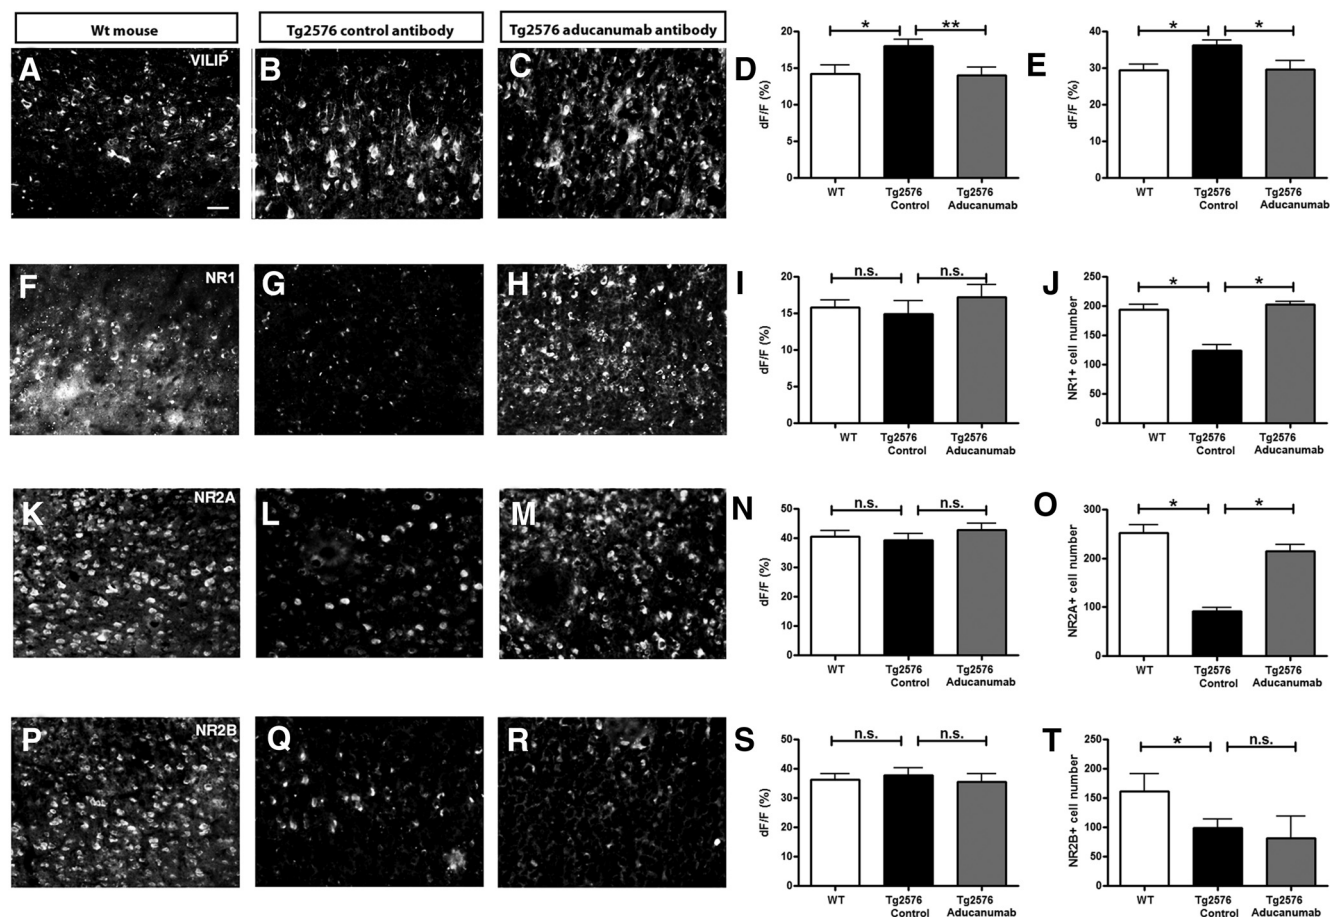 Wt mouse
Tg2576 control antibody
Tg2576 aducanumab antibody
A
VILIP
B
C
D
dF/F (%)
20
15
10
5
0
*
**
WT
Tg2576
Control
Tg2576
Aducanumab
E
dF/F (%)
40
30
20
10
0
*
*
WT
Tg2576
Control
Tg2576
Aducanumab
F
NR1
G
H
I
dF/F (%)
20
15
10
5
0
n.s.
n.s.
WT
Tg2576
Control
Tg2576
Aducanumab
J
NR1+ cell number
250
200
150
100
50
0
*
*
WT
Tg2576
Control
Tg2576
Aducanumab
K
NR2A
L
M
N
dF/F (%)
50
40
30
20
10
0
n.s.
n.s.
WT
Tg2576
Control
Tg2576
Aducanumab
O
NR2A+ cell number
300
200
100
0
*
*
WT
Tg2576
Control
Tg2576
Aducanumab
P
NR2B
Q
R
S
dF/F (%)
50
40
30
20
10
0
n.s.
n.s.
WT
Tg2576
Control
Tg2576
Aducanumab
T
NR2B+ cell number
250
200
150
100
50
0
*
n.s.
WT
Tg2576
Control
Tg2576
Aducanumab